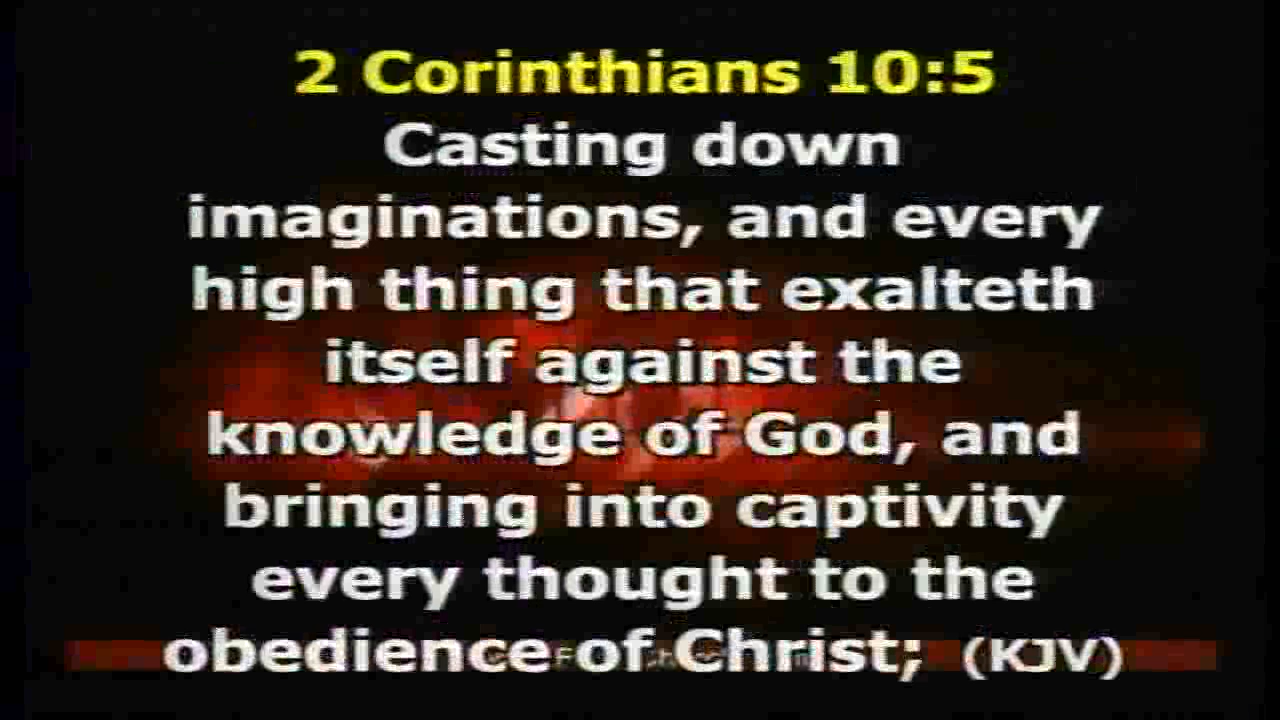 2 Corinthians 10:5
Casting down
imaginations, and every
high thing that exalteth
itself against the
knowledge of God, and
bringing into captivity
every thought to the
obedience of Christ; (KJV)